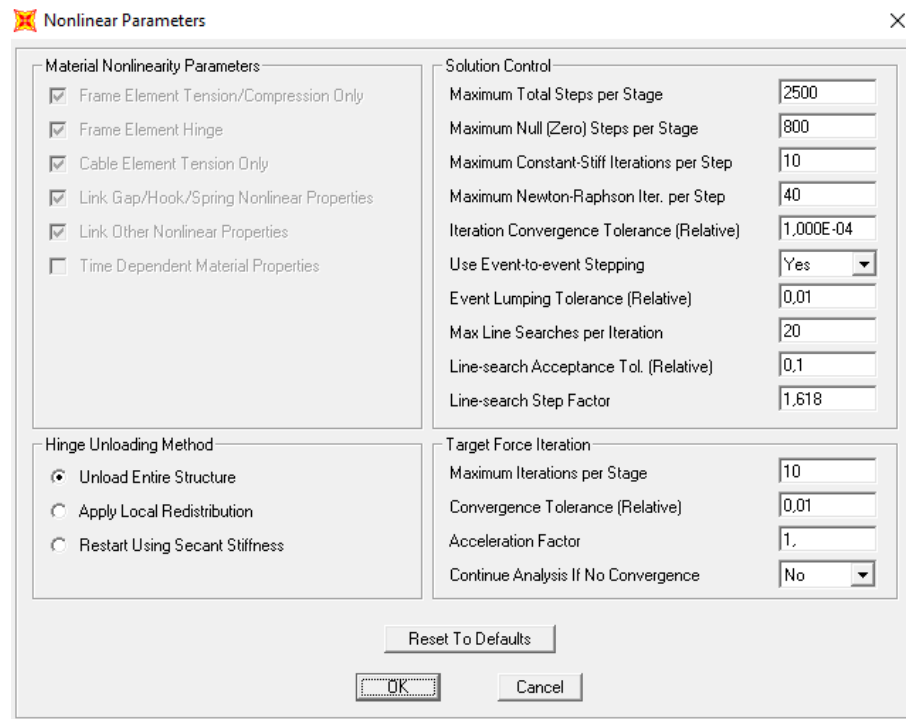 Nonlinear Parameters
Material Nonlinearity Parameters
Frame Element Tension/Compression Only
Frame Element Hinge
Cable Element Tension Only
Link Gap/Hook/Spring Nonlinear Properties
Link Other Nonlinear Properties
Time Dependent Material Properties
Solution Control
Maximum Total Steps per Stage 2500
Maximum Null (Zero) Steps per Stage 800
Maximum Constant-Stiff Iterations per Step 10
Maximum Newton-Raphson Iter. per Step 40
Iteration Convergence Tolerance (Relative) 1,000E-04
Use Event-to-event Stepping Yes
Event Lumping Tolerance (Relative) 0,01
Max Line Searches per Iteration 20
Line-search Acceptance Tol. (Relative) 0,1
Line-search Step Factor 1,618
Hinge Unloading Method
Unload Entire Structure
Apply Local Redistribution
Restart Using Secant Stiffness
Target Force Iteration
Maximum Iterations per Stage 10
Convergence Tolerance (Relative) 0,01
Acceleration Factor 1,
Continue Analysis If No Convergence No
Reset To Defaults
OK Cancel